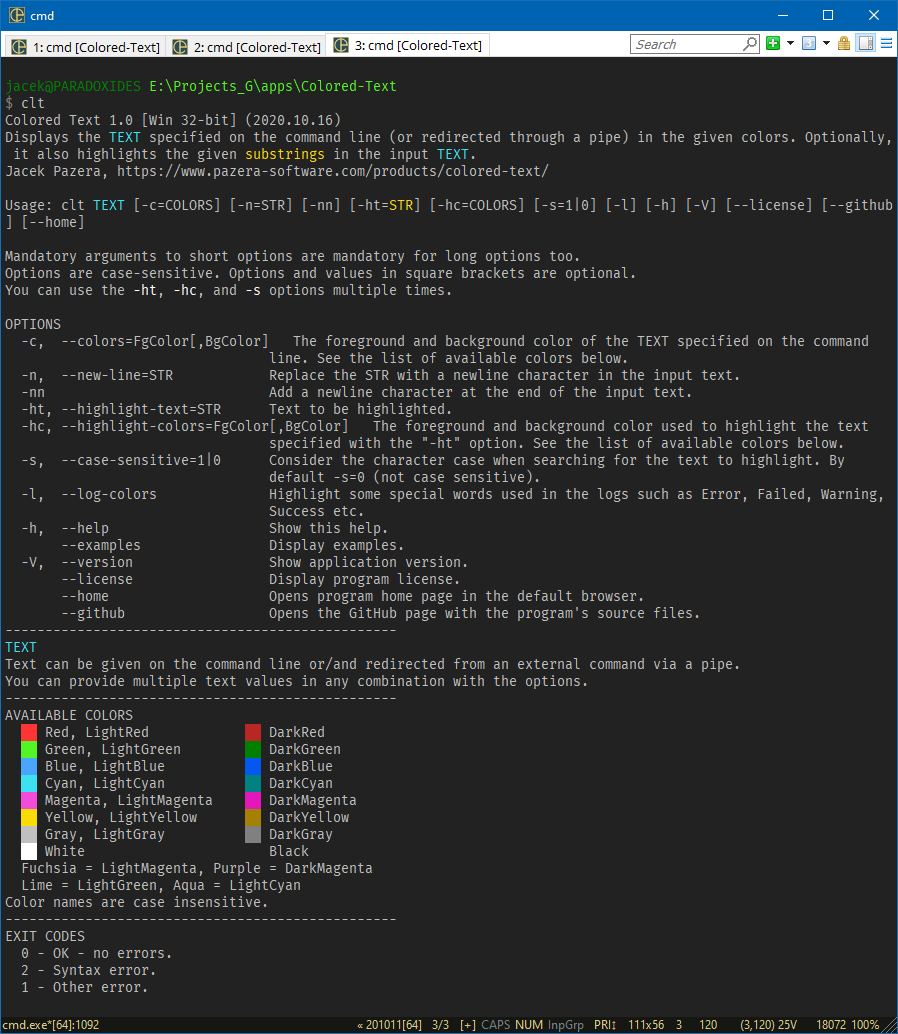 cmd
1: cmd [Colored-Text] 2: cmd [Colored-Text] 3: cmd [Colored-Text] Search
jacek@PARADOXIDES E:\Projects_G\apps\Colored-Text
$ clt
Colored Text 1.0 [Win 32-bit] (2020.10.16)
Displays the TEXT specified on the command line (or redirected through a pipe) in the given colors. Optionally,
 it also highlights the given substrings in the input TEXT.
Jacek Pazera, https://www.pazera-software.com/products/colored-text/

Usage: clt TEXT [-c=COLORS] [-n=STR] [-nn] [-ht=STR] [-hc=COLORS] [-s=1|0] [-l] [-h] [-V] [--license] [--github
] [--home]

Mandatory arguments to short options are mandatory for long options too.
Options are case-sensitive. Options and values in square brackets are optional.
You can use the -ht, -hc, and -s options multiple times.

OPTIONS
  -c,  --colors=FgColor[,BgColor]   The foreground and background color of the TEXT specified on the command
                                 line. See the list of available colors below.
  -n,  --new-line=STR            Replace the STR with a newline character in the input text.
  -nn                            Add a newline character at the end of the input text.
  -ht, --highlight-text=STR      Text to be highlighted.
  -hc, --highlight-colors=FgColor[,BgColor]   The foreground and background color used to highlight the text
                                 specified with the "-ht" option. See the list of available colors below.
  -s,  --case-sensitive=1|0      Consider the character case when searching for the text to highlight. By
                                 default -s=0 (not case sensitive).
  -l,  --log-colors              Highlight some special words used in the logs such as Error, Failed, Warning,
                                 Success etc.
  -h,  --help                    Show this help.
       --examples                Display examples.
  -V,  --version                 Show application version.
       --license                 Display program license.
       --home                    Opens program home page in the default browser.
       --github                  Opens the GitHub page with the program's source files.
-------------------------------------------------
TEXT
Text can be given on the command line or/and redirected from an external command via a pipe.
You can provide multiple text values in any combination with the options.
-------------------------------------------------
AVAILABLE COLORS
     Red, LightRed               DarkRed
     Green, LightGreen           DarkGreen
     Blue, LightBlue             DarkBlue
     Cyan, LightCyan             DarkCyan
     Magenta, LightMagenta       DarkMagenta
     Yellow, LightYellow         DarkYellow
     Gray, LightGray             DarkGray
     White                       Black
  Fuchsia = LightMagenta, Purple = DarkMagenta
  Lime = LightGreen, Aqua = LightCyan
Color names are case insensitive.
-------------------------------------------------
EXIT CODES
  0 - OK - no errors.
  2 - Syntax error.
  1 - Other error.
cmd.exe*[64]:1092 « 201011[64] 3/3 [+] CAPS NUM InpGrp PRI↕ 111x56 3 120 (3,120) 25V 18072 100%